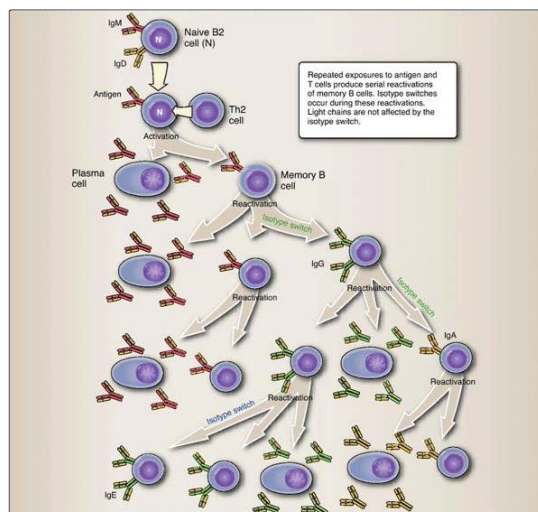 IgM
Naive B2
cell (N)
N
IgD
Antigen
N
Th2
cell
Activation
Repeated exposures to antigen and
T cells produce serial reactivations
of memory B cells. Isotype switches
occur during these reactivations.
Light chains are not affected by the
isotype switch.
Plasma
cell
Memory B
cell
Reactivation
Isotype switch
IgG
Reactivation
Reactivation
Isotype switch
IgA
Reactivation
Reactivation
Isotype switch
IgE